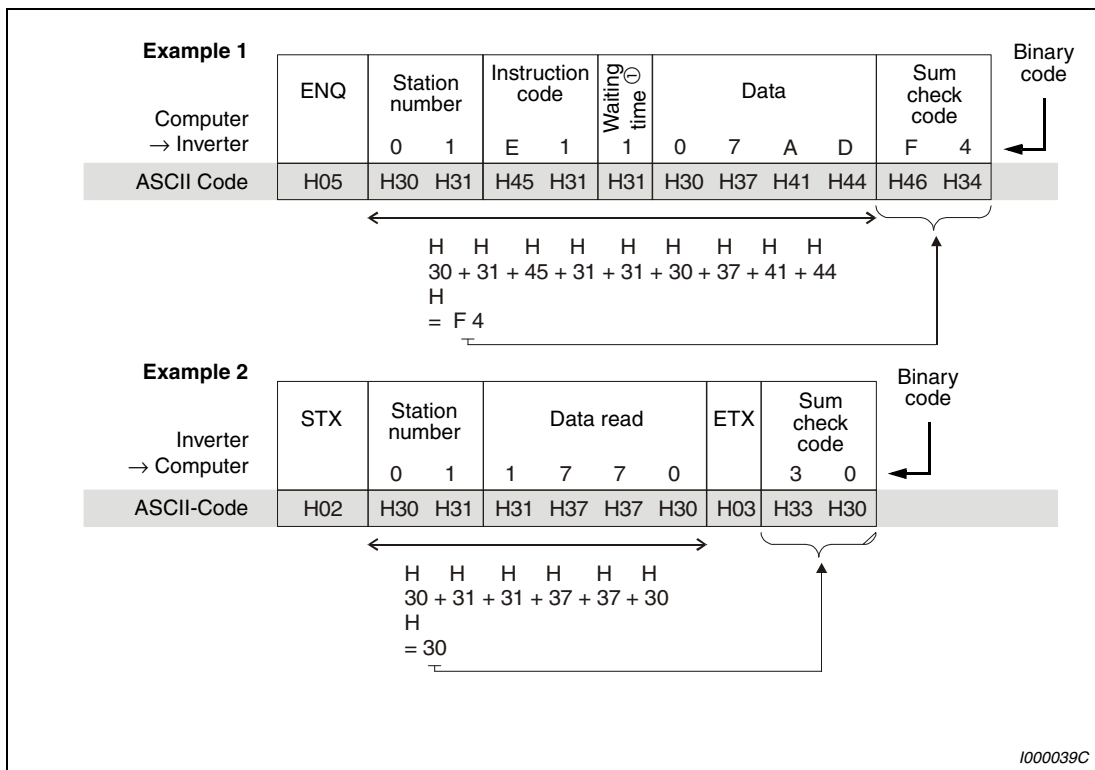 Example 1
Computer
→ Inverter
ENQ
Station
number
Instruction
code
Waiting
time ①
Data
Sum
check
code
Binary
code
0 1 E 1 1 0 7 A D F 4
ASCII Code H05 H30 H31 H45 H31 H31 H30 H37 H41 H44 H46 H34
H H H H H H H H H
30 + 31 + 45 + 31 + 31 + 30 + 37 + 41 + 44
H
= F 4
Example 2
Inverter
→ Computer
STX
Station
number
Data read
ETX
Sum
check
code
Binary
code
0 1 1 7 7 0 3 0
ASCII-Code H02 H30 H31 H31 H37 H37 H30 H03 H33 H30
H H H H H H
30 + 31 + 31 + 37 + 37 + 30
H
= 30
I000039C